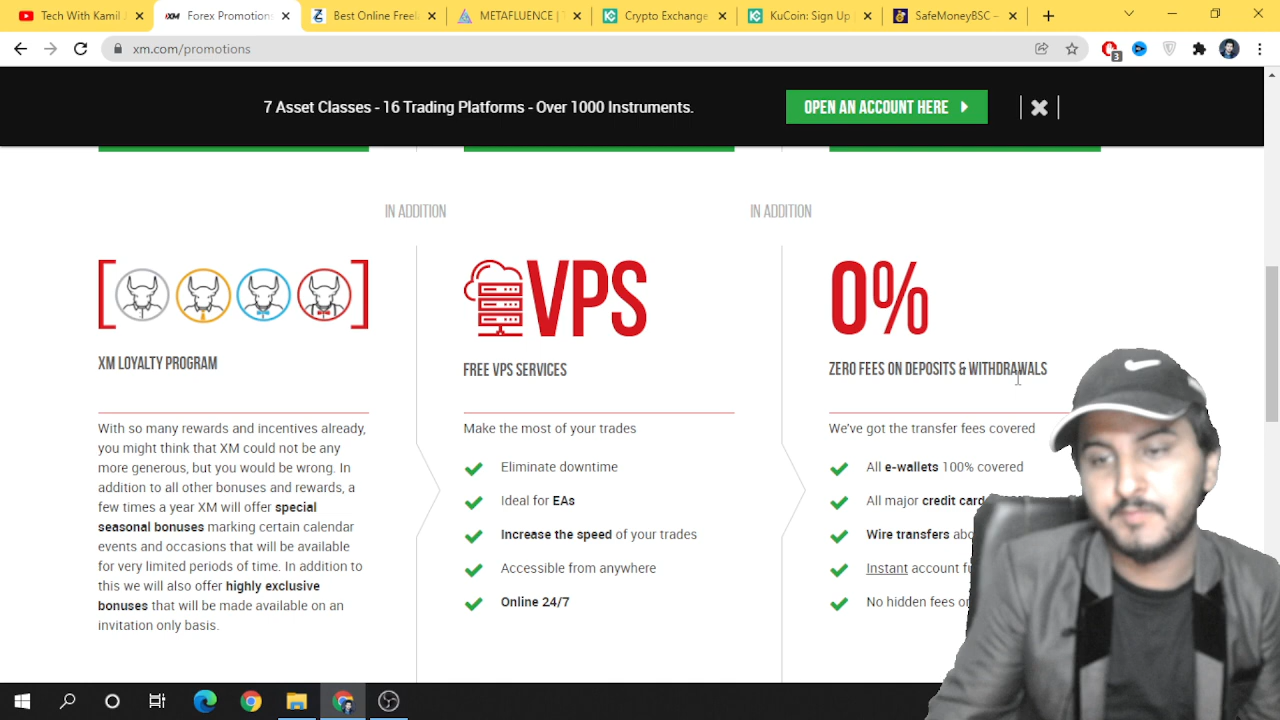 Tech With Kamil
Forex Promotions
Best Online Freel
METAFLUENCE | T
Crypto Exchange
KuCoin: Sign Up |
SafeMoneyBSC –
xm.com/promotions
3
7 Asset Classes - 16 Trading Platforms - Over 1000 Instruments.
OPEN AN ACCOUNT HERE
IN ADDITION
IN ADDITION
XM LOYALTY PROGRAM
With so many rewards and incentives already,
you might think that XM could not be any
more generous, but you would be wrong. In
addition to all other bonuses and rewards, a
few times a year XM will offer special
seasonal bonuses marking certain calendar
events and occasions that will be available
for very limited periods of time. In addition to
this we will also offer highly exclusive
bonuses that will be made available on an
invitation only basis.
VPS
FREE VPS SERVICES
Make the most of your trades
Eliminate downtime
Ideal for EAs
Increase the speed of your trades
Accessible from anywhere
Online 24/7
0%
ZERO FEES ON DEPOSITS & WITHDRAWALS
We've got the transfer fees covered
All e-wallets 100% covered
All major credit card
Wire transfers abo
Instant account fu
No hidden fees or